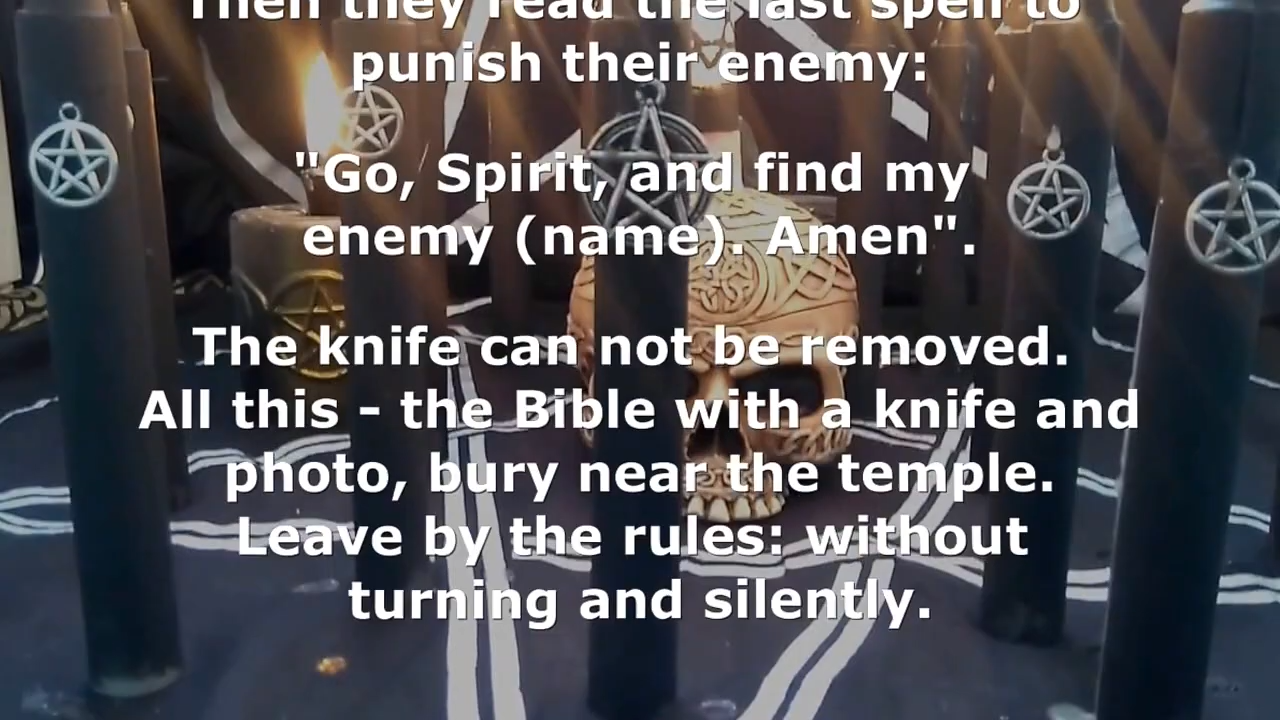 Then they read the last spell to
punish their enemy:
"Go, Spirit, and find my
enemy (name). Amen".
The knife can not be removed.
All this - the Bible with a knife and
photo, bury near the temple.
Leave by the rules: without
turning and silently.